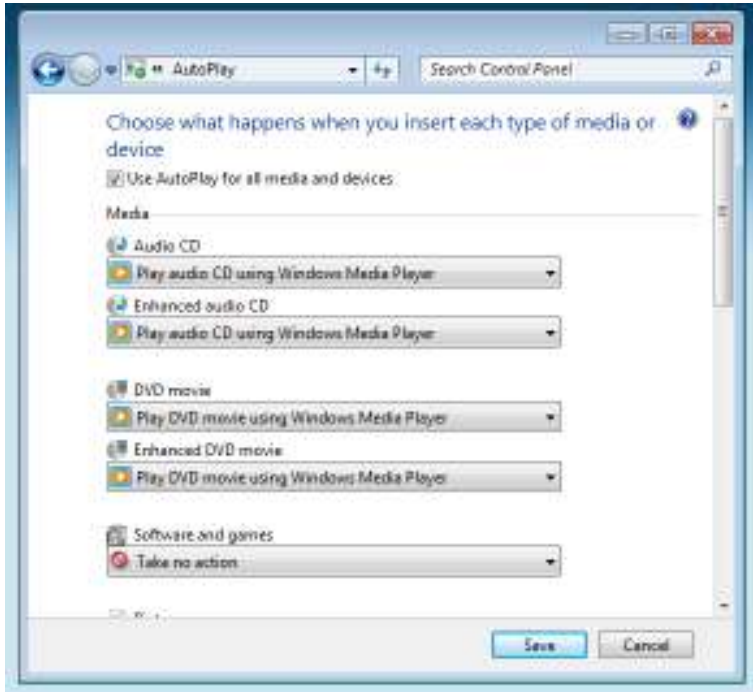 AutoPlay
Search Control Panel
Choose what happens when you insert each type of media or
device
Use AutoPlay for all media and devices
Media
Audio CD
Play audio CD using Windows Media Player
Enhanced audio CD
Play audio CD using Windows Media Player
DVD movie
Play DVD movie using Windows Media Player
Enhanced DVD movie
Play DVD movie using Windows Media Player
Software and games
Take no action
Save Cancel